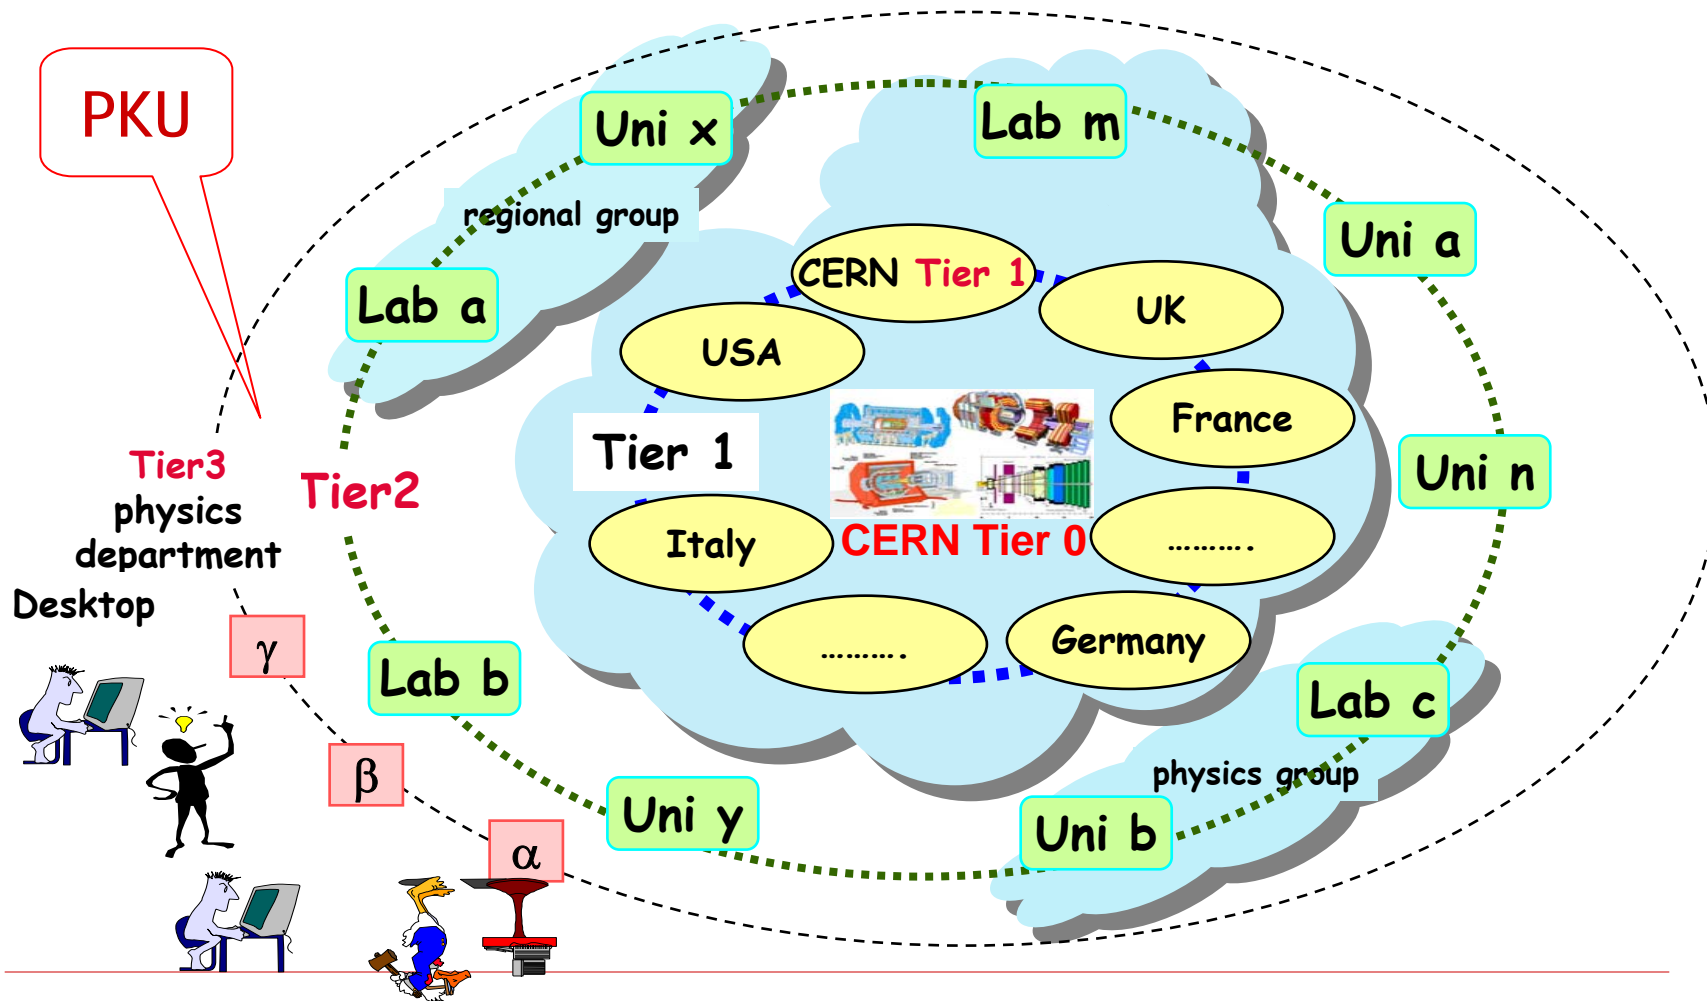 PKU
Uni x
Lab m
regional group
Uni a
CERN Tier 1
Lab a
UK
USA
France
Tier 1
Tier3
physics
department
Desktop
Tier2
Uni n
Italy
CERN Tier 0
……….
……….
Germany
γ
Lab b
Lab c
β
physics group
Uni y
Uni b
α